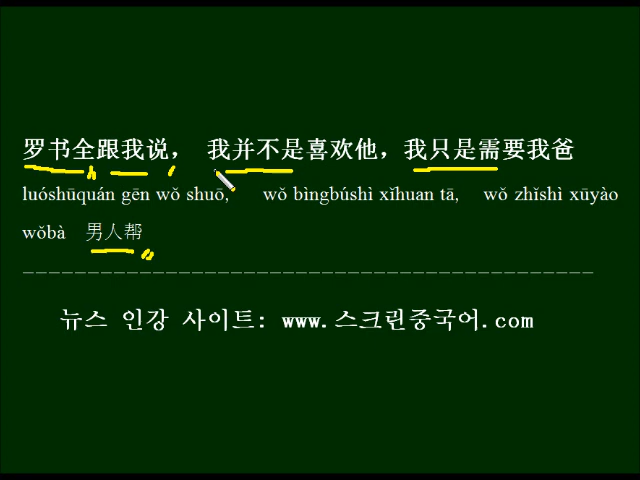 罗书全跟我说， 我并不是喜欢他，我只是需要我爸
luóshūquán gēn wǒ shuō, wǒ bìngbúshì xǐhuan tā, wǒ zhǐshì xūyào
wǒbà 男人帮
뉴스 인강 사이트: www.스크린중국어.com